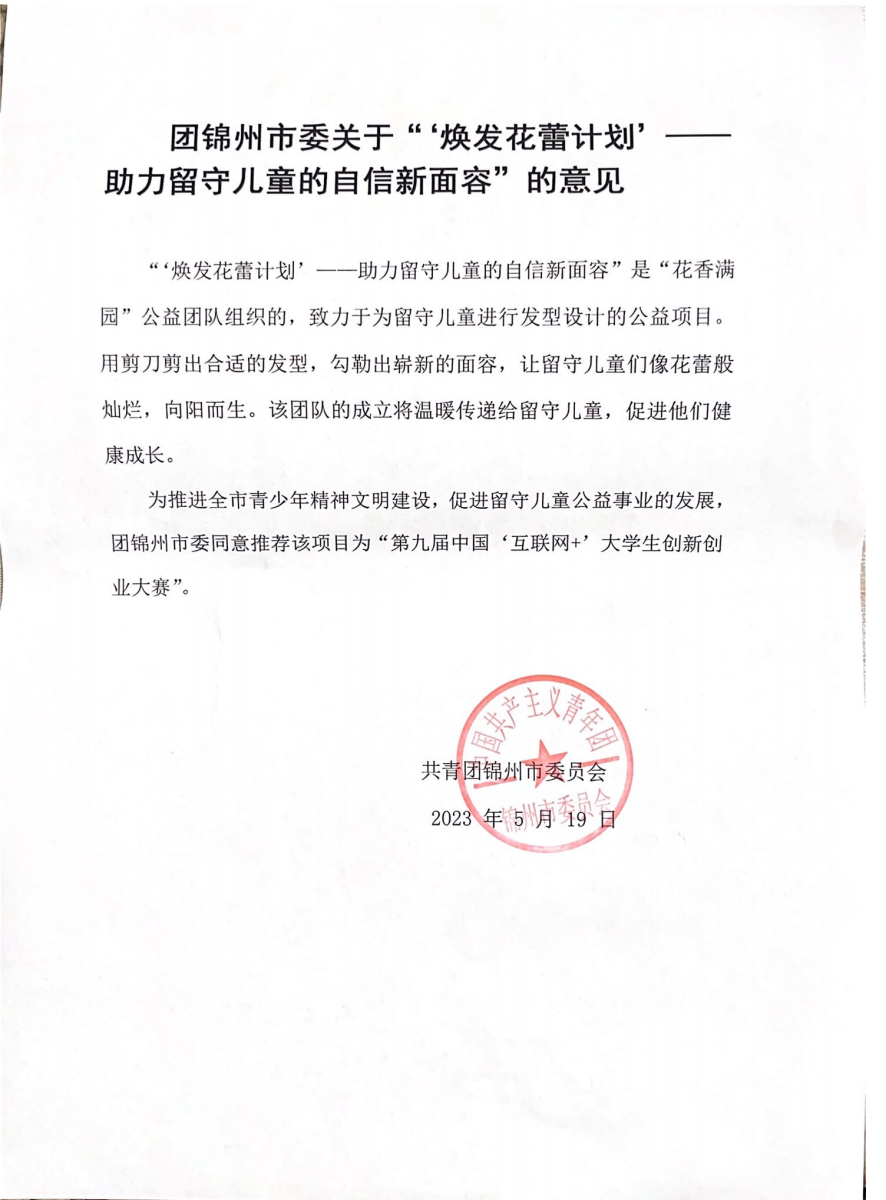 团锦州市委关于“‘焕发花蕾计划’——
助力留守儿童的自信新面容”的意见
“‘焕发花蕾计划’——助力留守儿童的自信新面容”是“花香满
园”公益团队组织的，致力于为留守儿童进行发型设计的公益项目。
用剪刀剪出合适的发型，勾勒出崭新的面容，让留守儿童们像花蕾般
灿烂，向阳而生。该团队的成立将温暖传递给留守儿童，促进他们健
康成长。
为推进全市青少年精神文明建设，促进留守儿童公益事业的发展，
团锦州市委同意推荐该项目为“第九届中国‘互联网+’大学生创新创
业大赛”。
中国共产主义青年团
共青团锦州市委员会
锦州市委员会
2023 年 5 月 19 日